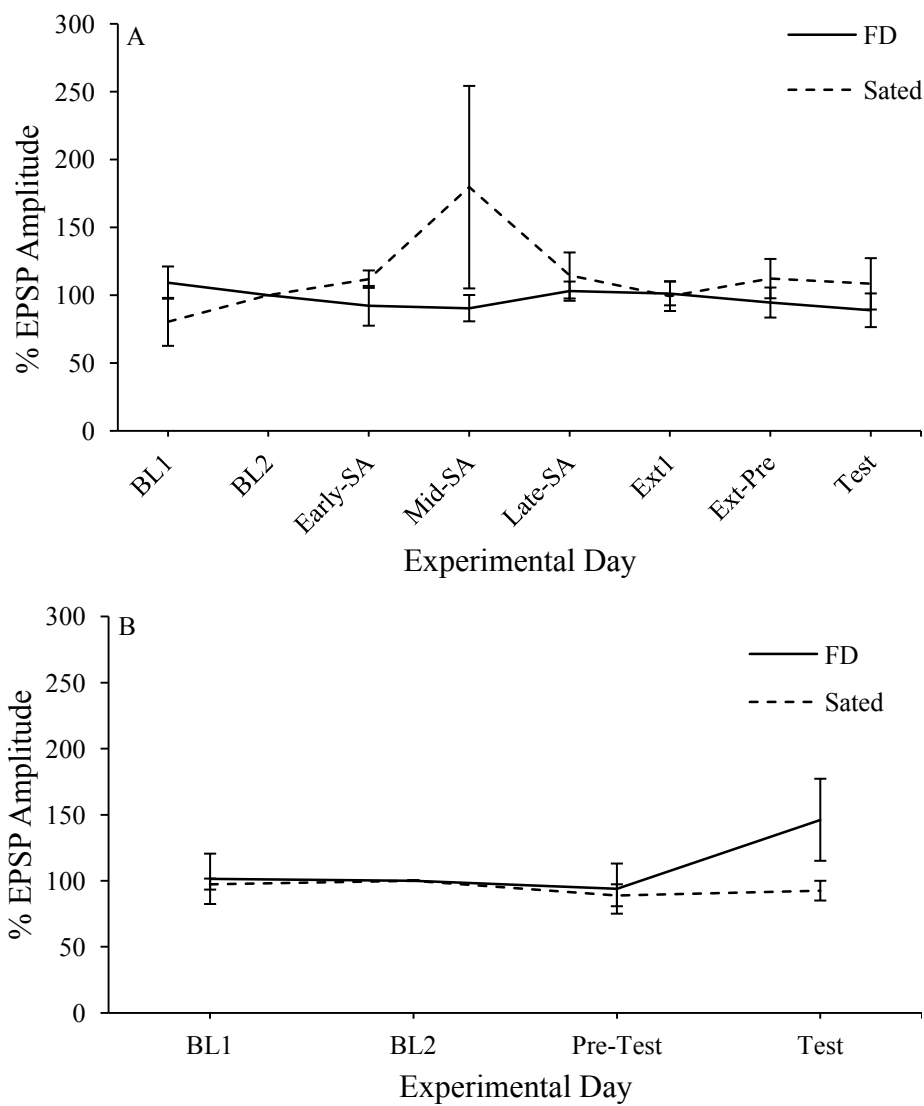 A
FD
Sated
300
250
200
150
100
50
0
% EPSP Amplitude
BL1
BL2
Early-SA
Mid-SA
Late-SA
Ext1
Ext-Pre
Test
Experimental Day
B
FD
Sated
300
250
200
150
100
50
0
% EPSP Amplitude
BL1
BL2
Pre-Test
Test
Experimental Day